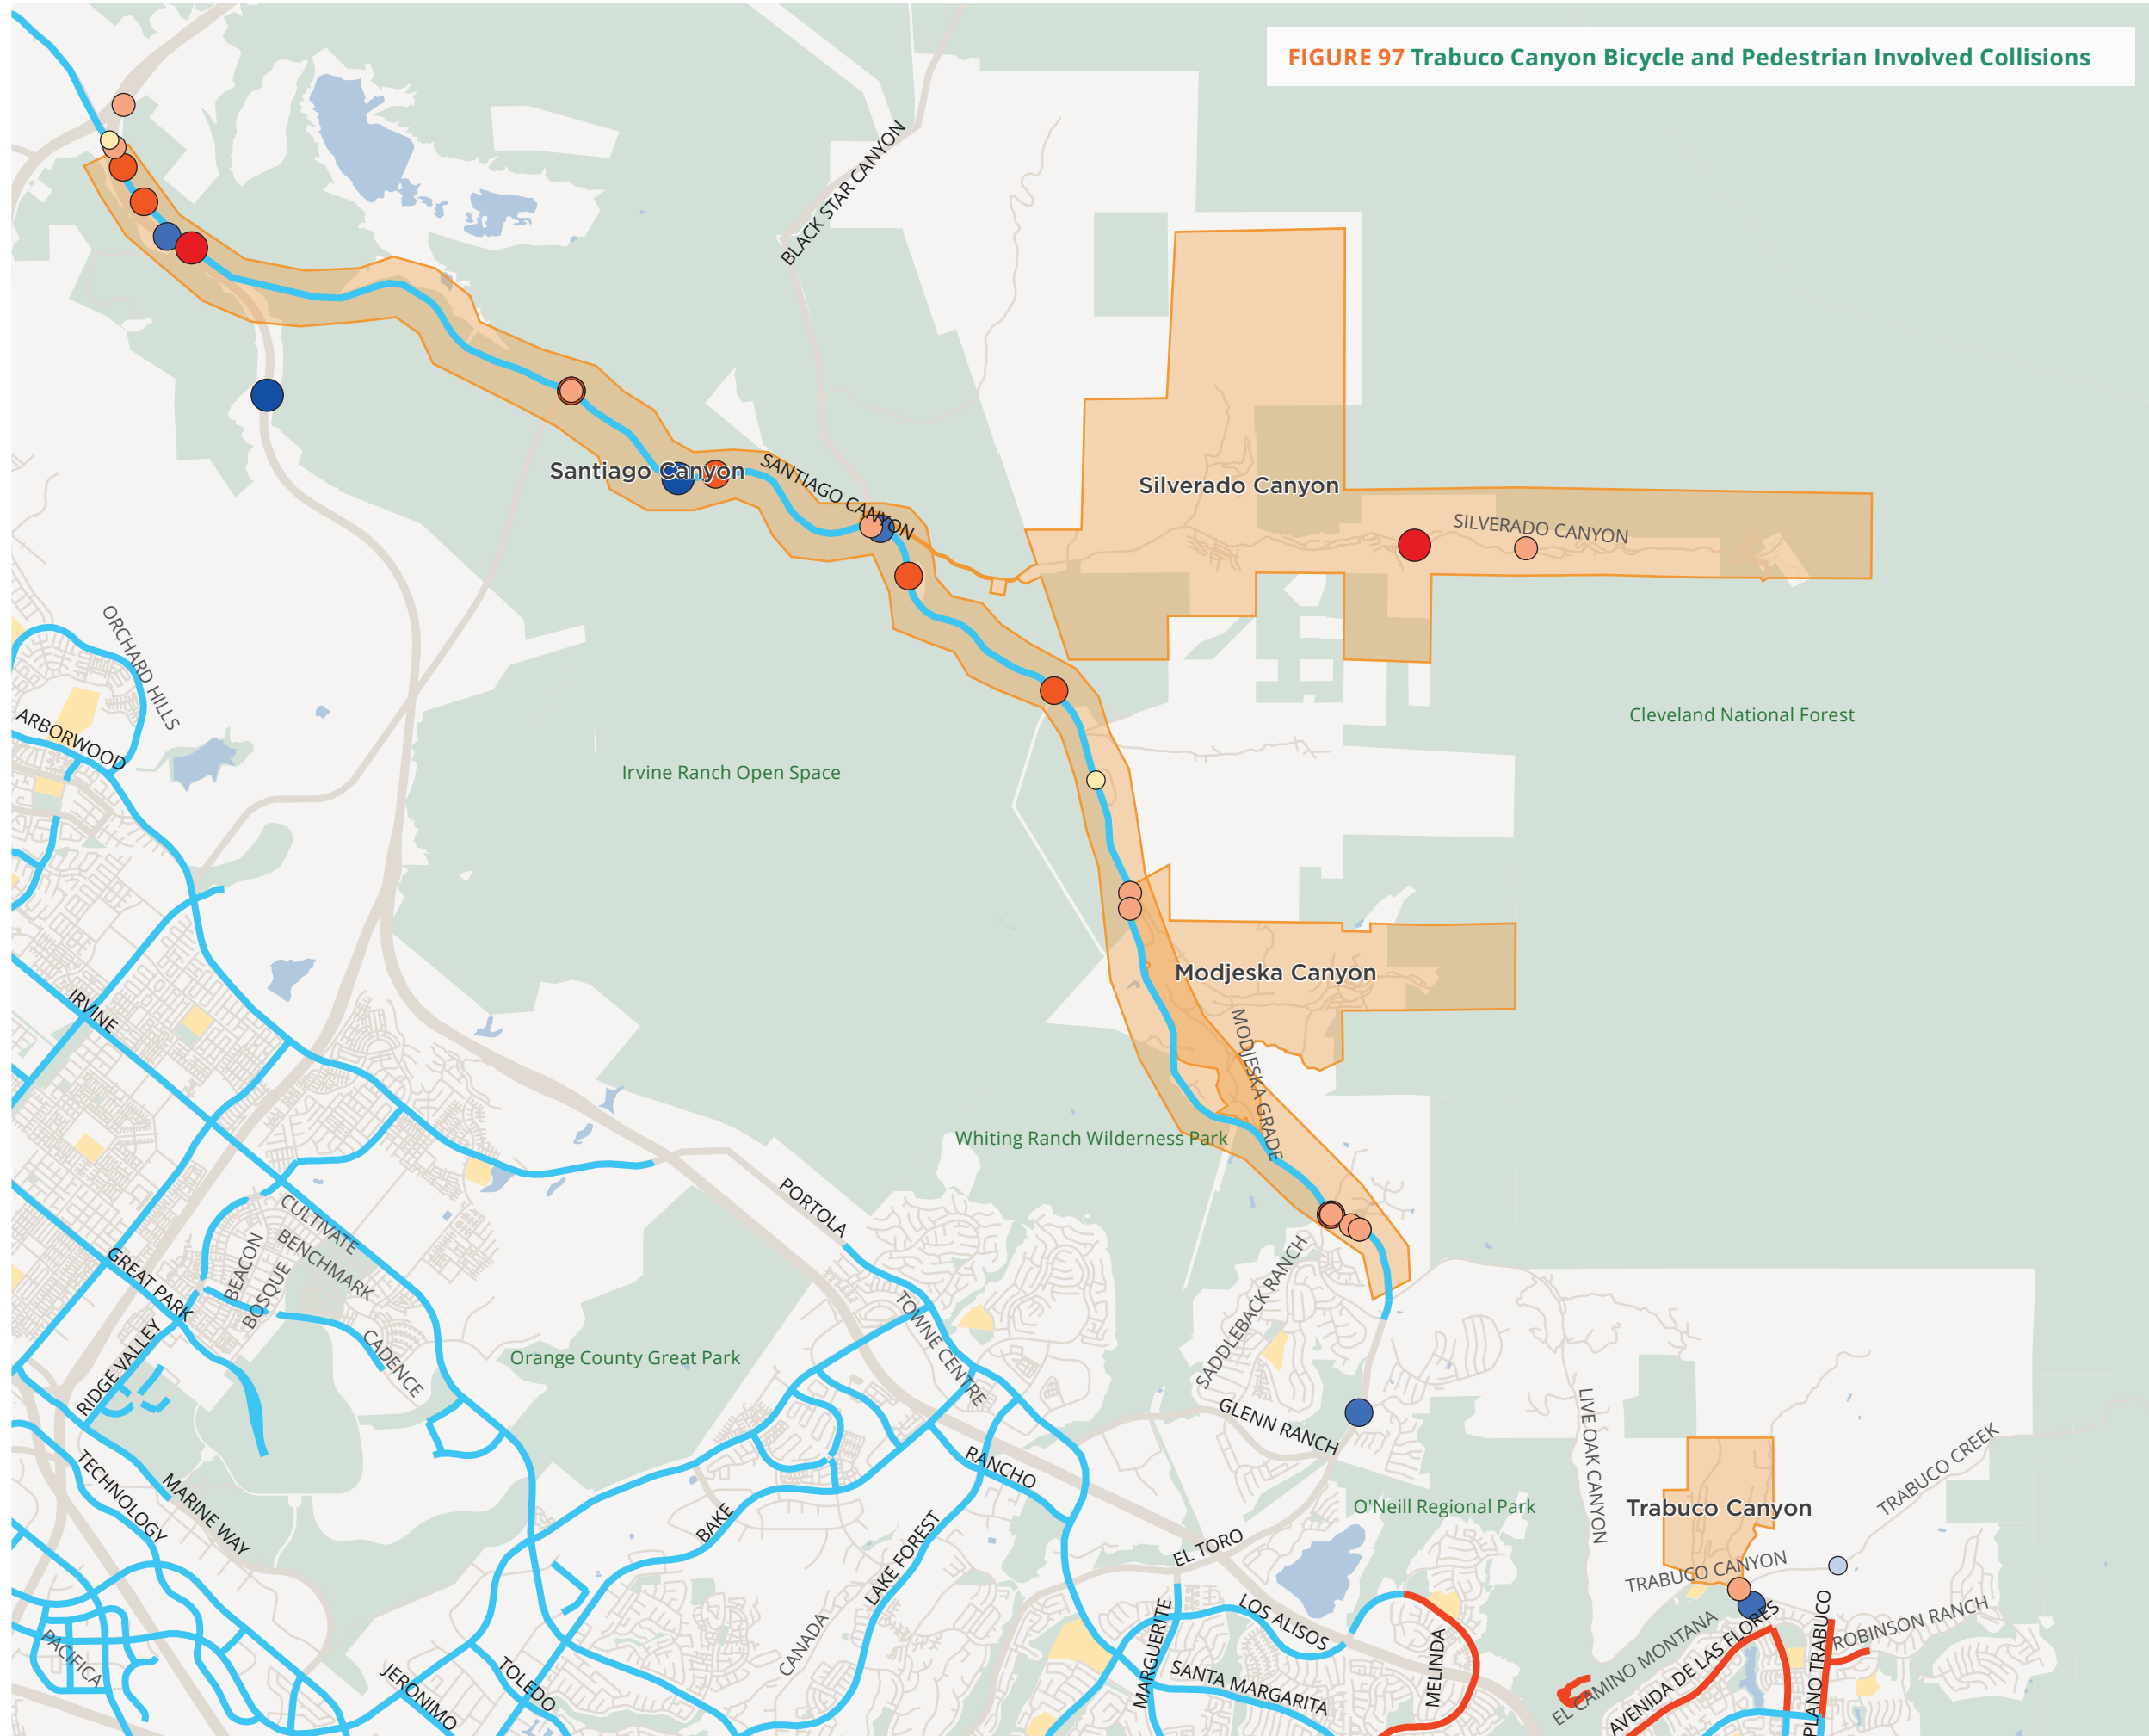 FIGURE 97 Trabuco Canyon Bicycle and Pedestrian Involved Collisions
BLACK STAR CANYON
Santiago Canyon
SANTIAGO CANYON
Silverado Canyon
SILVERADO CANYON
ORCHARD HILLS
ARBORWOOD
Cleveland National Forest
Irvine Ranch Open Space
IRVINE
Modjeska Canyon
MODJESKA GRADE
Whiting Ranch Wilderness Park
PORTOLA
CULTIVATE
BENCHMARK
BEACON
BOSQUE
GREAT PARK
RIDGE VALLEY
CADENCE
TOWNE CENTRE
SADDLEBACK RANCH
Orange County Great Park
GLENN RANCH
LIVE OAK CANYON
TECHNOLOGY
MARINE WAY
RANCHO
BAKE
LAKE FOREST
EL TORO
O'Neill Regional Park
Trabuco Canyon
TRABUCO CREEK
TRABUCO CANYON
PACIFICA
JERONIMO
TOLEDO
CANADA
MARGUERITE
LOS ALISOS
SANTA MARGARITA
MELINDA
EL CAMINO MONTANA
AVENIDA DE LAS FLORES
PLANO TRABUCO
ROBINSON RANCH